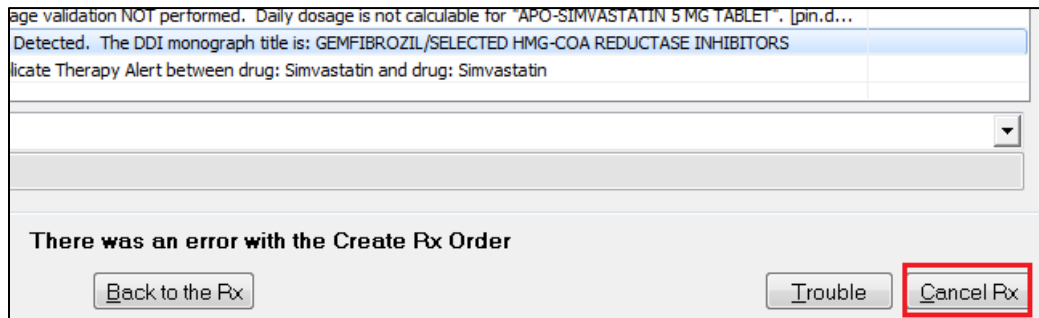 age validation NOT performed.  Daily dosage is not calculable for "APO-SIMVASTATIN 5 MG TABLET". [pin.d...
Detected.  The DDI monograph title is: GEMFIBROZIL/SELECTED HMG-COA REDUCTASE INHIBITORS
licate Therapy Alert between drug: Simvastatin and drug: Simvastatin
There was an error with the Create Rx Order
Back to the Rx Trouble Cancel Rx